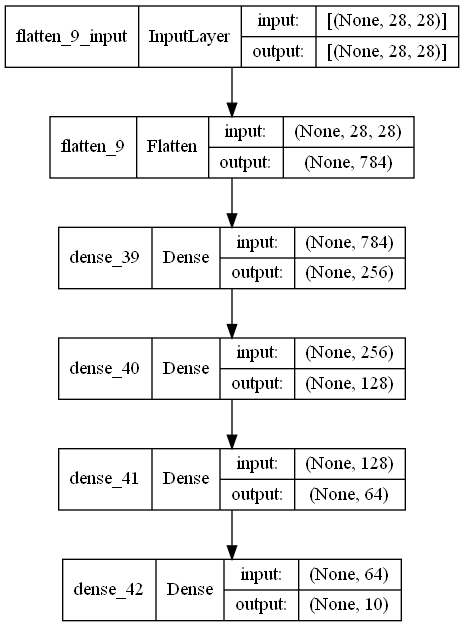 flatten_9_input InputLayer input: [(None, 28, 28)]
output: [(None, 28, 28)]
flatten_9 Flatten input: (None, 28, 28)
output: (None, 784)
dense_39 Dense input: (None, 784)
output: (None, 256)
dense_40 Dense input: (None, 256)
output: (None, 128)
dense_41 Dense input: (None, 128)
output: (None, 64)
dense_42 Dense input: (None, 64)
output: (None, 10)